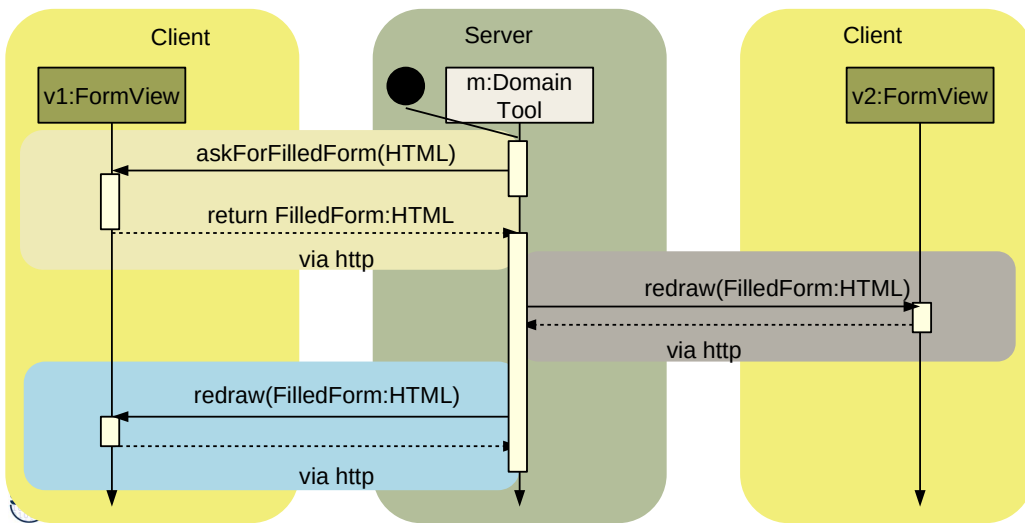 Client
Server
Client
v1:FormView
m:Domain
Tool
v2:FormView
askForFilledForm(HTML)
return FilledForm:HTML
via http
redraw(FilledForm:HTML)
via http
redraw(FilledForm:HTML)
via http